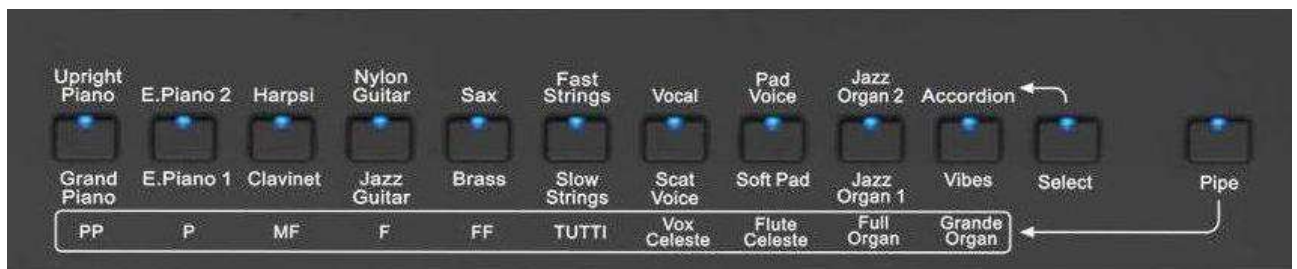 Upright Piano E.Piano 2 Harpsi Nylon Guitar Sax Fast Strings Vocal Pad Voice Jazz Organ 2 Accordion
Grand Piano E.Piano 1 Clavinet Jazz Guitar Brass Slow Strings Scat Voice Soft Pad Jazz Organ 1 Vibes Select Pipe
PP P MF F FF TUTTI Vox Celeste Flute Celeste Full Organ Grande Organ